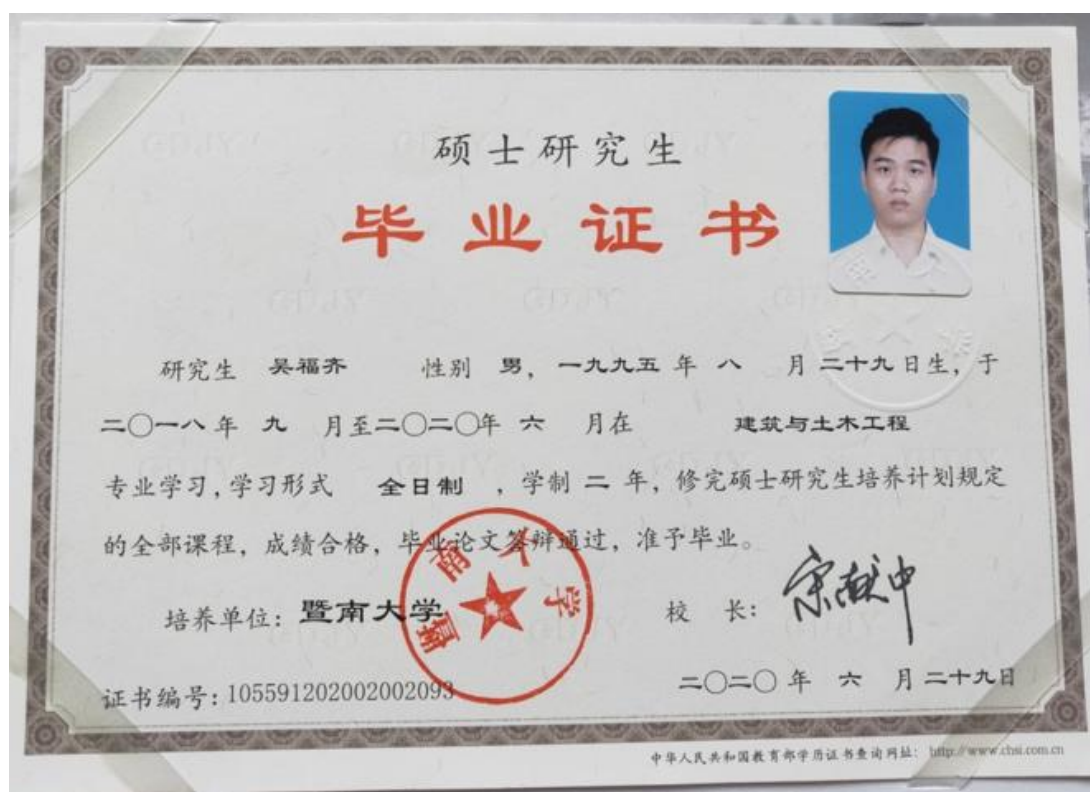 硕士研究生
毕业证书
研究生 吴福齐 性别 男，一九九五 年 八 月 二十九 日生，于
二〇一八 年 九 月至二〇二〇年 六 月在 建筑与土木工程
专业学习，学习形式 全日制 ，学制 二 年，修完硕士研究生培养计划规定
的全部课程，成绩合格，毕业论文答辩通过，准予毕业。
培养单位：暨南大学 校 长：宋献中
暨南大学
证书编号：105591202002002093 二〇二〇 年 六 月 二十九日
中华人民共和国教育部学历证书查询网址：http://www.chsi.com.cn